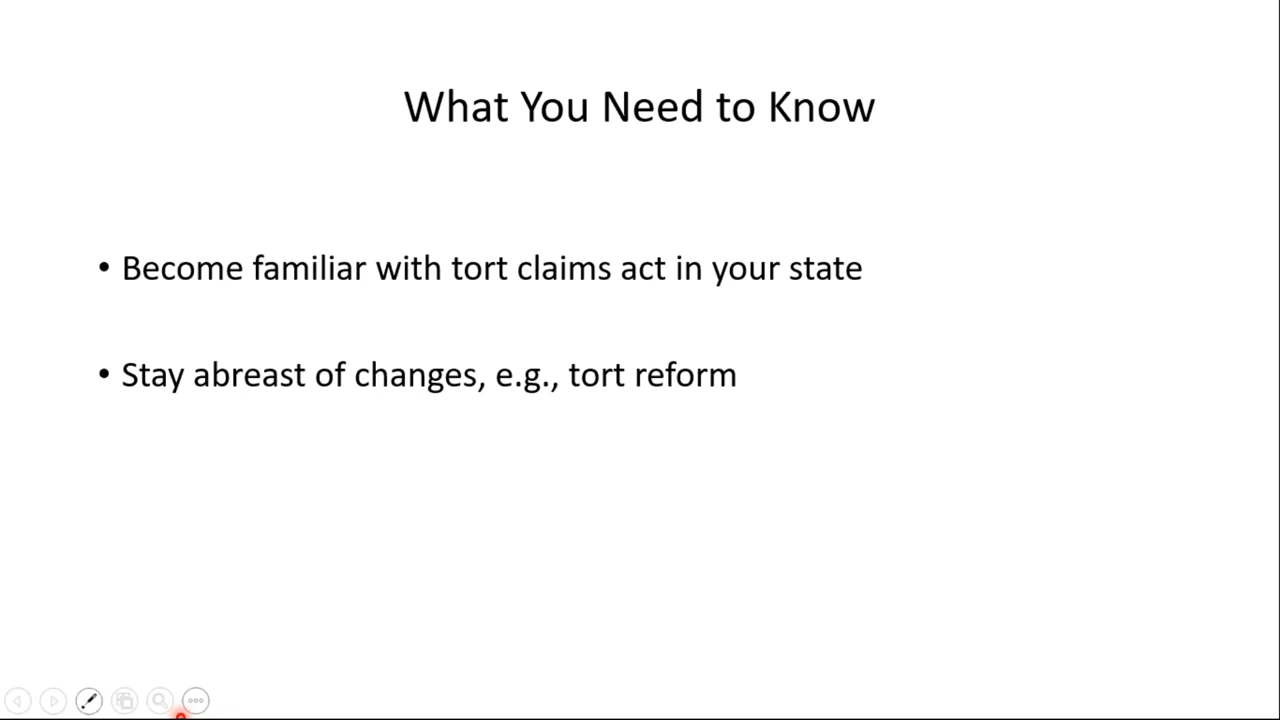 What You Need to Know
• Become familiar with tort claims act in your state
• Stay abreast of changes, e.g., tort reform